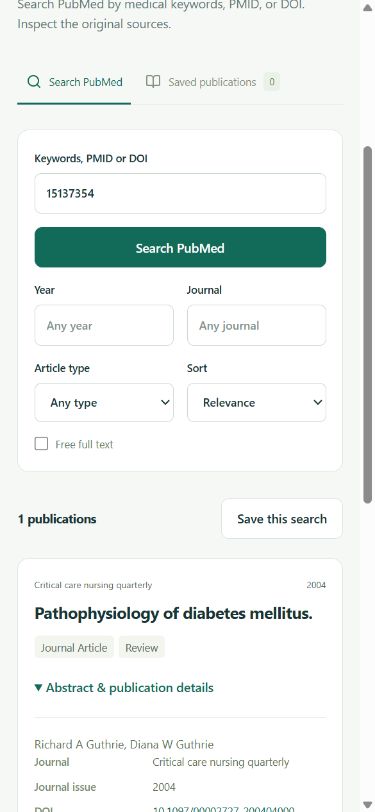 Search PubMed by medical keywords, PMID, or DOI.
Inspect the original sources.
Search PubMed
Saved publications 0
Keywords, PMID or DOI
15137354
Search PubMed
Year Journal
Any year Any journal
Article type Sort
Any type Relevance
Free full text
1 publications
Save this search
Critical care nursing quarterly 2004
Pathophysiology of diabetes mellitus.
Journal Article Review
Abstract & publication details
Richard A Guthrie, Diana W Guthrie
Journal Critical care nursing quarterly
Journal issue 2004
DOI